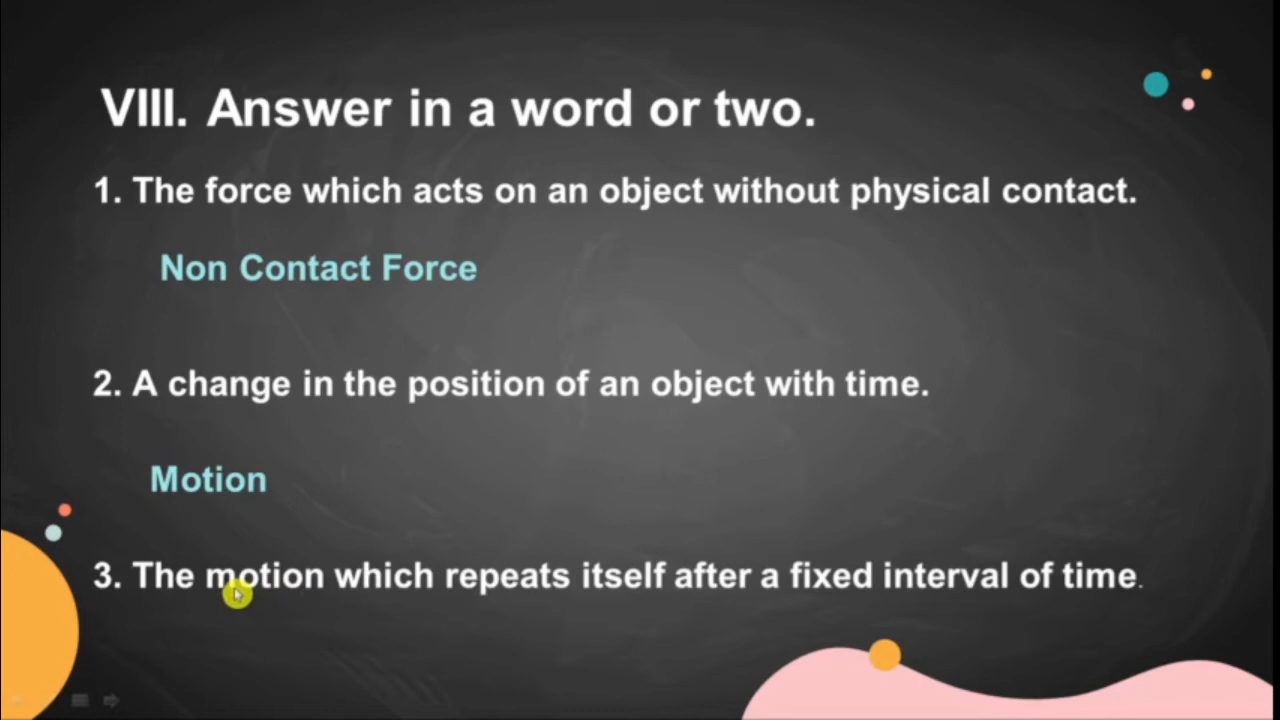 VIII. Answer in a word or two.
1. The force which acts on an object without physical contact.
Non Contact Force
2. A change in the position of an object with time.
Motion
3. The motion which repeats itself after a fixed interval of time.